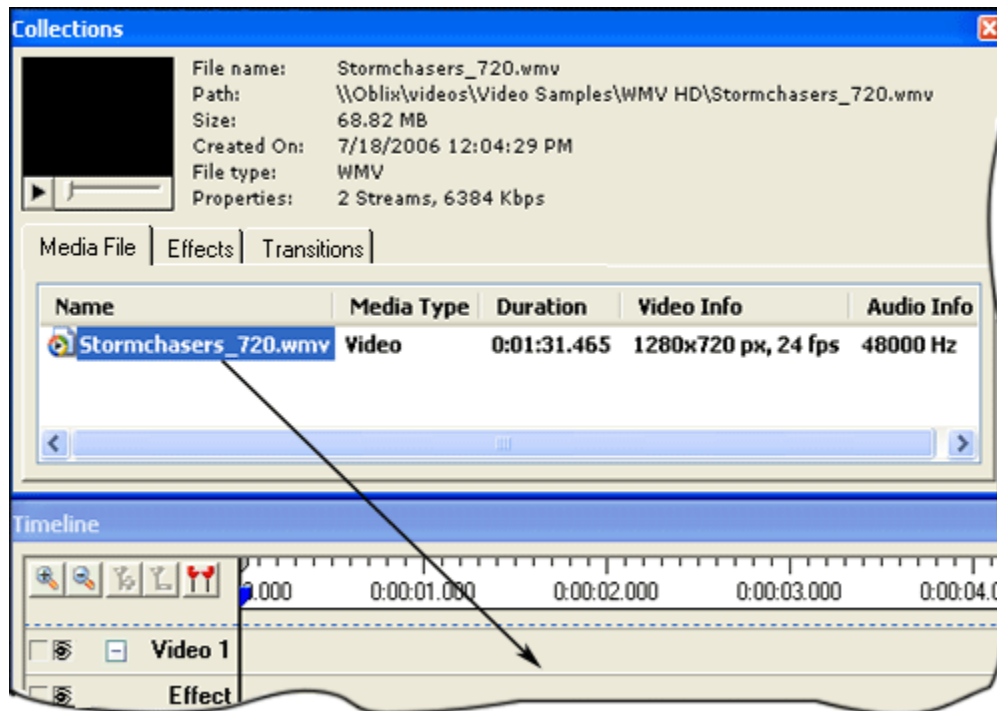 Collections
File name: Stormchasers_720.wmv
Path: \\Oblix\videos\Video Samples\WMV HD\Stormchasers_720.wmv
Size: 68.82 MB
Created On: 7/18/2006 12:04:29 PM
File type: WMV
Properties: 2 Streams, 6384 Kbps
Media File Effects Transitions
Name Media Type Duration Video Info Audio Info
Stormchasers_720.wmv Video 0:01:31.465 1280x720 px, 24 fps 48000 Hz
Timeline
.000 0:00:01.000 0:00:02.000 0:00:03.000 0:00:04.0
Video 1
Effect